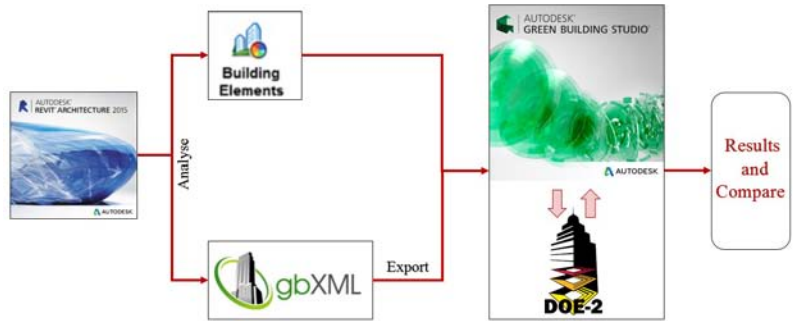 AUTODESK®
REVIT® ARCHITECTURE 2015
AUTODESK
Analyse
Building
Elements
gbXML
Export
AUTODESK®
GREEN BUILDING STUDIO®
AUTODESK
DOE-2
Results
and
Compare